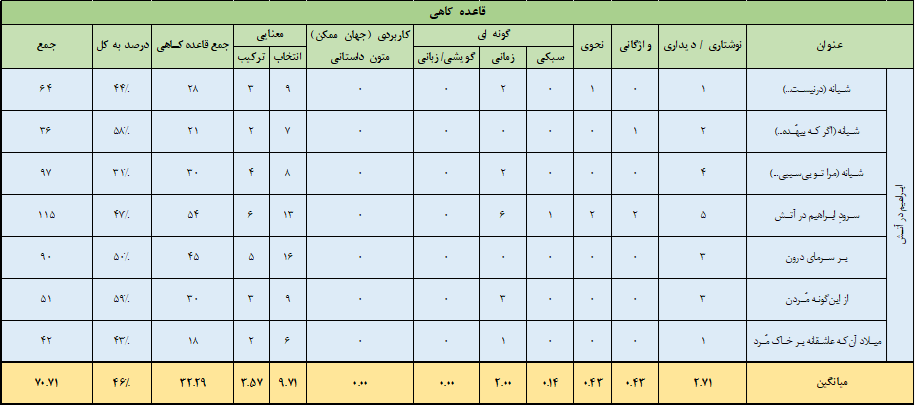 قاعده کاهی
عنوان نوشتاری / دیداری واژگانی نحوی گونه ای کاربردی (جهان ممکن) متون داستانی معنایی جمع قاعده کاهی درصد به کل جمع
سبکی زمانی گویشی/زبانی انتخاب ترکیب
ابراهیم در آتش
شبانه (درنیست..) ۱ ۰ ۱ ۰ ۲ ۰ ۰ ۹ ۳ ۲۸ ۴۴٪ ۶۴
شبانه (اگر که بیهّده..) ۲ ۱ ۰ ۰ ۰ ۰ ۰ ۷ ۲ ۲۱ ۵۸٪ ۳۶
شبانه (مرا تویی‌سببی..) ۴ ۰ ۰ ۰ ۲ ۰ ۰ ۸ ۴ ۳۰ ۳۱٪ ۹۷
سرودِ ابراهیم در آتش ۵ ۲ ۲ ۱ ۶ ۰ ۰ ۱۳ ۶ ۵۴ ۴۷٪ ۱۱۵
بر سرمای درون ۳ ۰ ۰ ۰ ۰ ۰ ۰ ۱۶ ۵ ۴۵ ۵۰٪ ۹۰
از این‌گونه مُردن ۳ ۰ ۰ ۰ ۳ ۰ ۰ ۹ ۳ ۳۰ ۵۹٪ ۵۱
میلاد آن که عاشقانه بر خاک مُرد ۱ ۰ ۰ ۰ ۱ ۰ ۰ ۶ ۲ ۱۸ ۴۳٪ ۴۲
میانگین ۲.۷۱ ۰.۴۳ ۰.۴۳ ۰.۱۴ ۲.۰۰ ۰.۰۰ ۰.۰۰ ۹.۷۱ ۳.۵۷ ۳۲.۲۹ ۴۶٪ ۷۰.۷۱